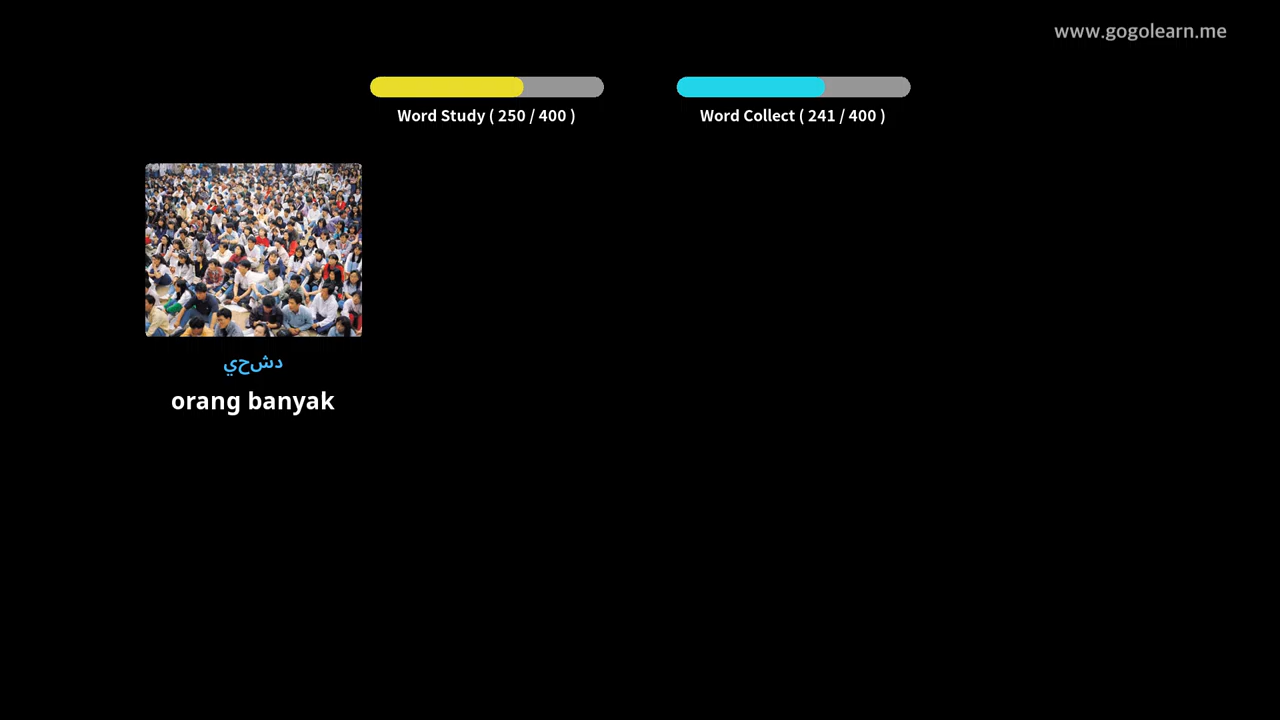 www.gogolearn.me
Word Study ( 250 / 400 )
Word Collect ( 241 / 400 )
دشحي
orang banyak